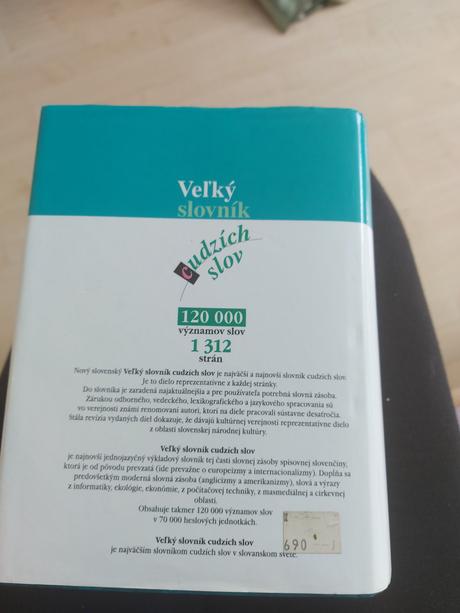 Veľký
slovník
cudzích
slov
120 000
významov slov
1 312
strán
Nový slovenský Veľký slovník cudzích slov je najväčší a najnovší slovník cudzích slov.
Je to dielo reprezentatívne z každej stránky.
Do slovníka je zaradená najaktuálnejšia a pre používateľa potrebná slovná zásoba.
Zárukou odborného, vedeckého, lexikografického a jazykového spracovania sú
vo verejnosti známi renomovaní autori, ktorí na diele pracovali sústavne desaťročia.
Stála revízia vydaných diel dokazuje, že dávajú kultúrnej verejnosti reprezentatívne dielo
z oblasti slovenskej národnej kultúry.
Veľký slovník cudzích slov
je najnovší jednojazyčný výkladový slovník tej časti slovnej zásoby spisovnej slovenčiny,
ktorá je od pôvodu prevzatá (ide prevažne o europeizmy a internacionalizmy). Dopĺňa sa
predovšetkým moderná slovná zásoba (anglicizmy a amerikanizmy), slová a výrazy
z informatiky, ekológie, ekonómie, z počítačovej techniky, z masmediálnej a cirkevnej
oblasti.
Obsahuje takmer 120 000 významov slov
v 70 000 heslových jednotkách.
Veľký slovník cudzích slov
je najväčším slovníkom cudzích slov v slovanskom svete.
690